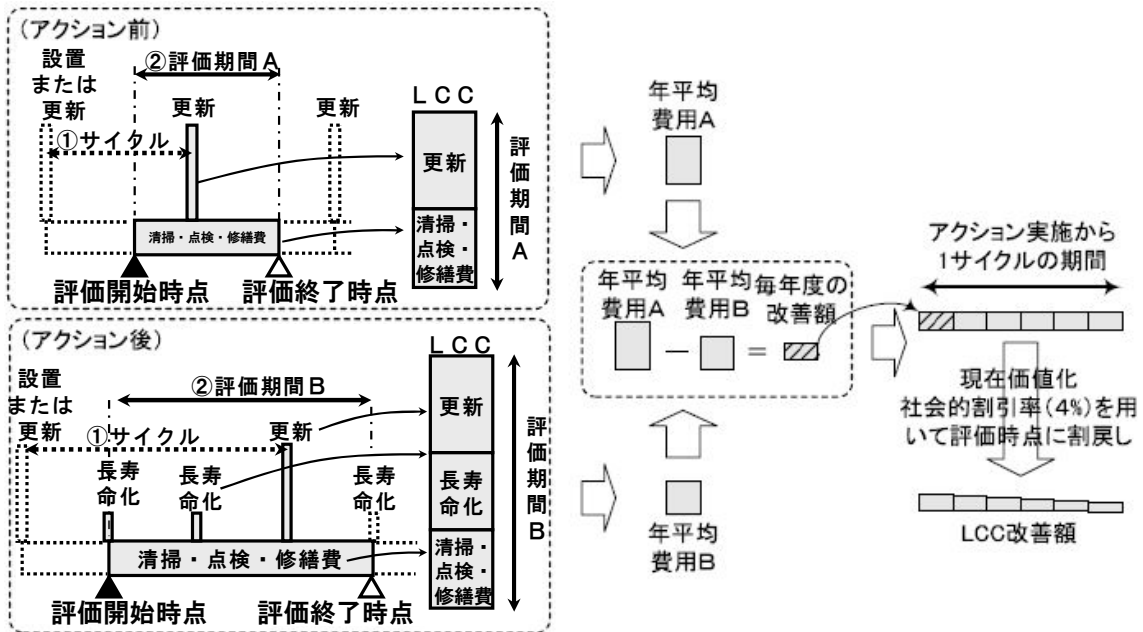 (アクション前)
設置
または
更新
②評価期間A
更新
更新
①サイクル
清掃・点検・修繕費
評価開始時点
評価終了時点
LCC
更新
清掃・
点検・
修繕費
評価期間A
(アクション後)
設置
または
更新
②評価期間B
①サイクル
更新
長寿
命化
長寿
命化
長寿
命化
清掃・点検・修繕費
評価開始時点
評価終了時点
LCC
更新
長寿
命化
清掃・
点検・
修繕費
評価期間B
年平均
費用A
年平均
費用A
年平均
費用B
毎年度の
改善額
－
＝
年平均
費用B
アクション実施から
1サイクルの期間
現在価値化
社会的割引率(4%)を用
いて評価時点に割戻し
LCC改善額